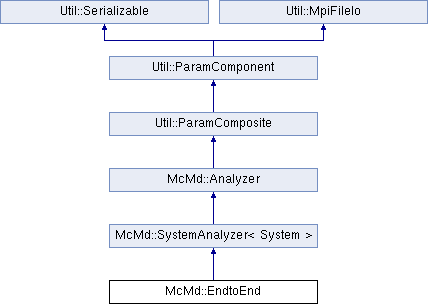 Util::Serializable
Util::MpiFileIo
Util::ParamComponent
Util::ParamComposite
McMd::Analyzer
McMd::SystemAnalyzer< System >
McMd::EndtoEnd